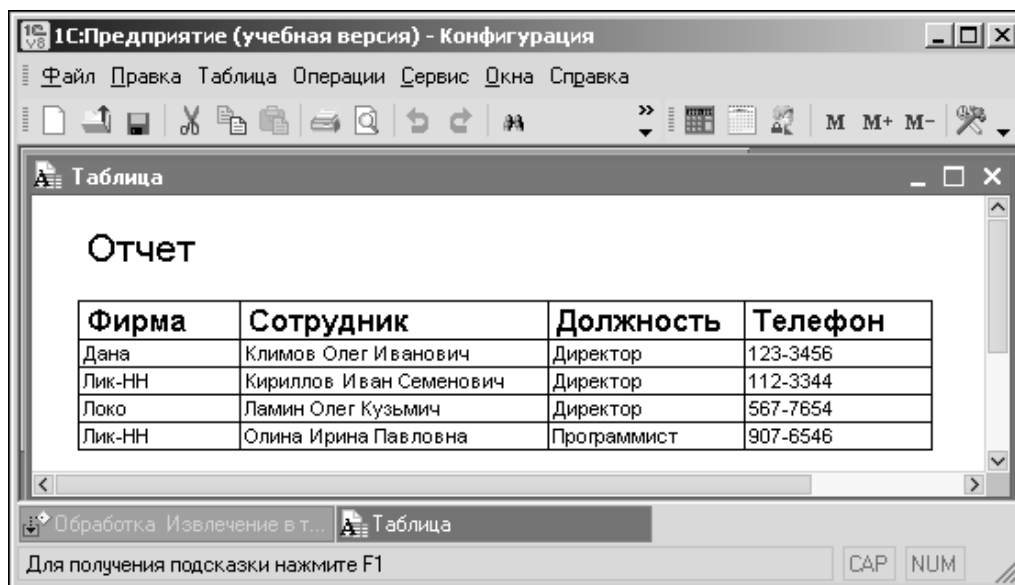 1С:Предприятие (учебная версия) - Конфигурация
Файл Правка Таблица Операции Сервис Окна Справка
M M+ M-
Таблица
Отчет
Фирма Сотрудник Должность Телефон
Дана Климов Олег Иванович Директор 123-3456
Лик-НН Кириллов Иван Семенович Директор 112-3344
Локо Ламин Олег Кузьмич Директор 567-7654
Лик-НН Олина Ирина Павловна Программист 907-6546
Обработка Извлечение в т... Таблица
Для получения подсказки нажмите F1 CAP NUM